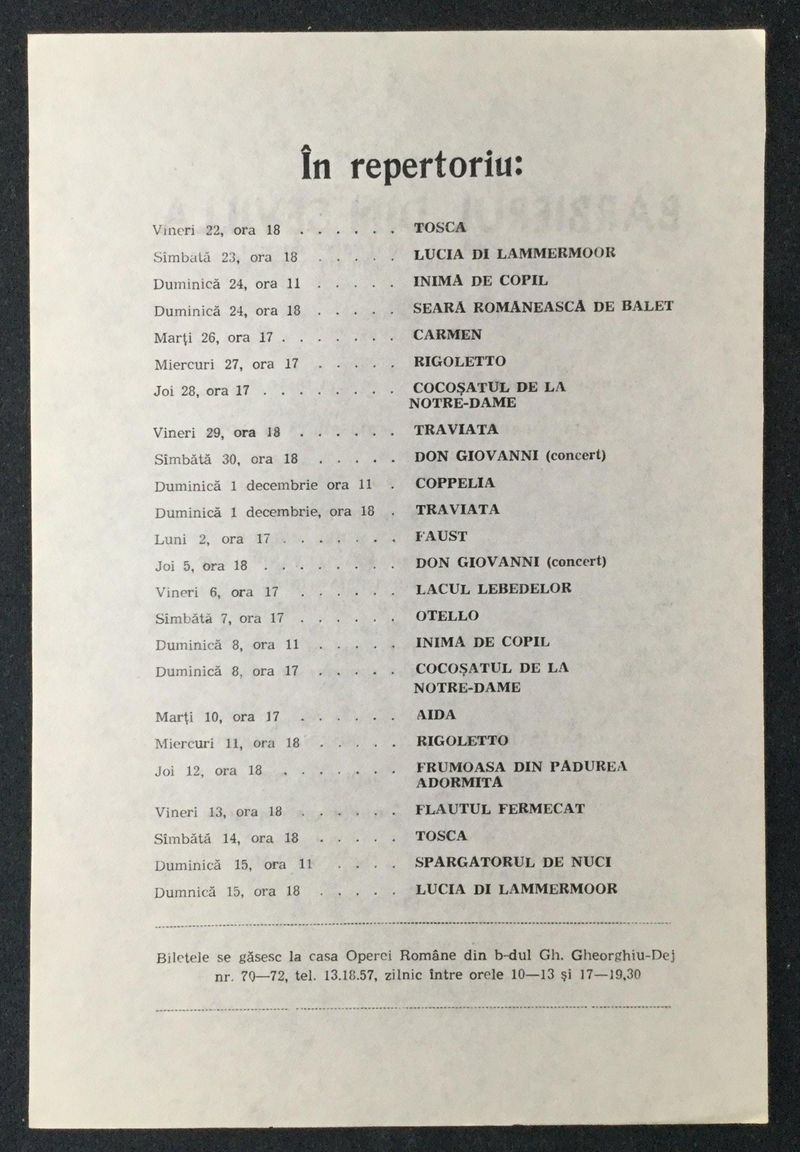 În repertoriu:
Vineri 22, ora 18 . . . . . . TOSCA
Sîmbată 23, ora 18 . . . . . LUCIA DI LAMMERMOOR
Duminică 24, ora 11 . . . . . INIMĂ DE COPIL
Duminică 24, ora 18 . . . . . SEARĂ ROMÂNEASCĂ DE BALET
Marţi 26, ora 17 . . . . . . . CARMEN
Miercuri 27, ora 17 . . . . . RIGOLETTO
Joi 28, ora 17 . . . . . . . . COCOŞATUL DE LA
NOTRE-DAME
Vineri 29, ora 18 . . . . . . TRAVIATA
Sîmbătă 30, ora 18 . . . . . DON GIOVANNI (concert)
Duminică 1 decembrie ora 11 . COPPELIA
Duminică 1 decembrie, ora 18 . TRAVIATA
Luni 2, ora 17 . . . . . . . FAUST
Joi 5, ora 18 . . . . . . . . DON GIOVANNI (concert)
Vineri 6, ora 17 . . . . . . LACUL LEBEDELOR
Sîmbătă 7, ora 17 . . . . . . OTELLO
Duminică 8, ora 11 . . . . . INIMĂ DE COPIL
Duminică 8, ora 17 . . . . . COCOŞATUL DE LA
NOTRE-DAME
Marţi 10, ora 17 . . . . . . AIDA
Miercuri 11, ora 18 . . . . . RIGOLETTO
Joi 12, ora 18 . . . . . . . FRUMOASA DIN PĂDUREA
ADORMITĂ
Vineri 13, ora 18 . . . . . . FLAUTUL FERMECAT
Sîmbătă 14, ora 18 . . . . . TOSCA
Duminică 15, ora 11 . . . . SPĂRGĂTORUL DE NUCI
Dumnică 15, ora 18 . . . . . LUCIA DI LAMMERMOOR
Biletele se găsesc la casa Operei Române din b-dul Gh. Gheorghiu-Dej
nr. 70—72, tel. 13.18.57, zilnic între orele 10—13 şi 17—19,30